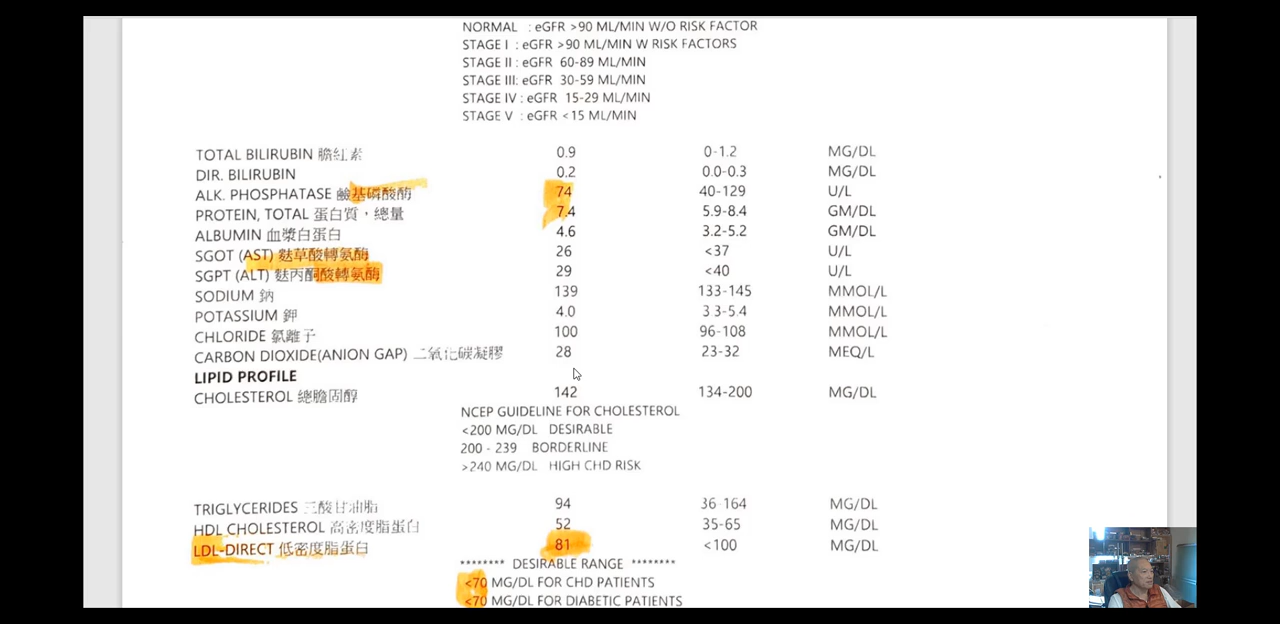 NORMAL : eGFR >90 ML/MIN W/O RISK FACTOR
STAGE I : eGFR >90 ML/MIN W RISK FACTORS
STAGE II : eGFR 60-89 ML/MIN
STAGE III: eGFR 30-59 ML/MIN
STAGE IV : eGFR 15-29 ML/MIN
STAGE V : eGFR <15 ML/MIN
TOTAL BILIRUBIN 膽紅素 0.9 0-1.2 MG/DL
DIR. BILIRUBIN 0.2 0.0-0.3 MG/DL
ALK. PHOSPHATASE 鹼基磷酸酶 74 40-129 U/L
PROTEIN, TOTAL 蛋白質，總量 7.4 5.9-8.4 GM/DL
ALBUMIN 血漿白蛋白 4.6 3.2-5.2 GM/DL
SGOT (AST) 麩草酸轉氨酶 26 <37 U/L
SGPT (ALT) 麩丙酮酸轉氨酶 29 <40 U/L
SODIUM 鈉 139 133-145 MMOL/L
POTASSIUM 鉀 4.0 3.3-5.4 MMOL/L
CHLORIDE 氯離子 100 96-108 MMOL/L
CARBON DIOXIDE(ANION GAP) 二氧化碳凝膠 28 23-32 MEQ/L
LIPID PROFILE
CHOLESTEROL 總膽固醇 142 134-200 MG/DL
NCEP GUIDELINE FOR CHOLESTEROL
<200 MG/DL DESIRABLE
200 - 239 BORDERLINE
>240 MG/DL HIGH CHD RISK
TRIGLYCERIDES 三酸甘油脂 94 36-164 MG/DL
HDL CHOLESTEROL 高密度脂蛋白 52 35-65 MG/DL
LDL-DIRECT 低密度脂蛋白 81 <100 MG/DL
******** DESIRABLE RANGE ********
<70 MG/DL FOR CHD PATIENTS
<70 MG/DL FOR DIABETIC PATIENTS